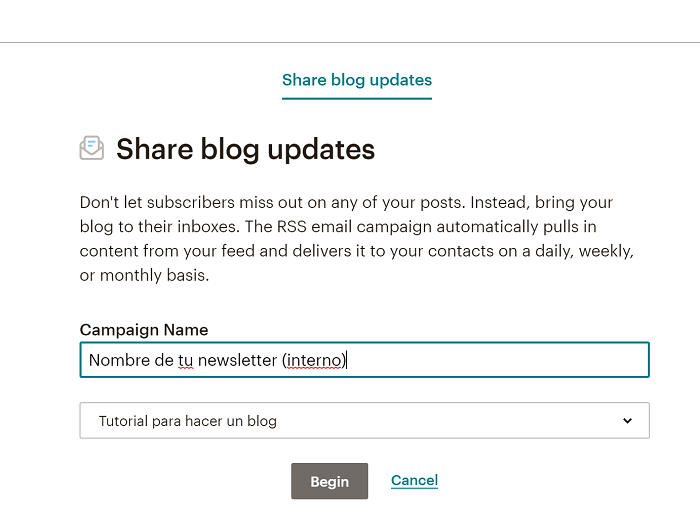 Share blog updates
Share blog updates
Don't let subscribers miss out on any of your posts. Instead, bring your
blog to their inboxes. The RSS email campaign automatically pulls in
content from your feed and delivers it to your contacts on a daily, weekly,
or monthly basis.
Campaign Name
Nombre de tu newsletter (interno)
Tutorial para hacer un blog
Begin Cancel